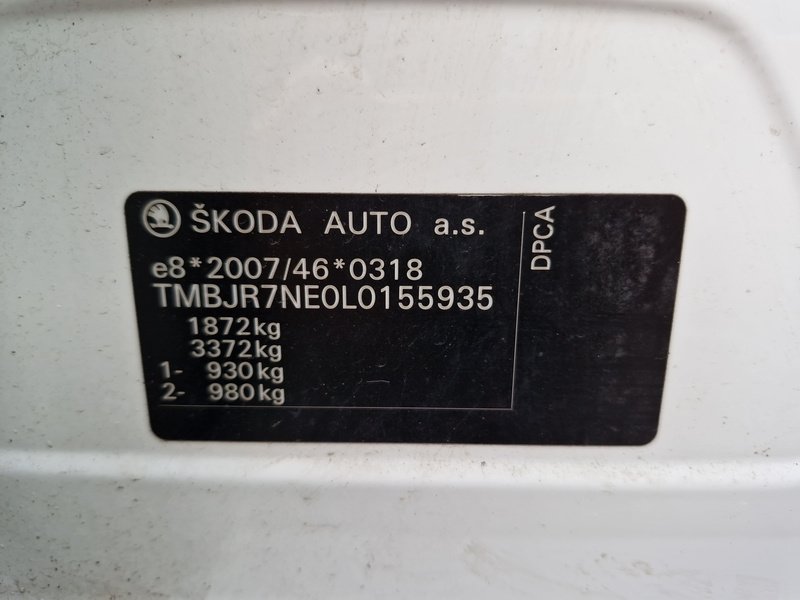 ŠKODA AUTO a.s.
e8*2007/46*0318
TMBJR7NE0L0155935
1872kg
3372kg
1- 930kg
2- 980kg
DPCA